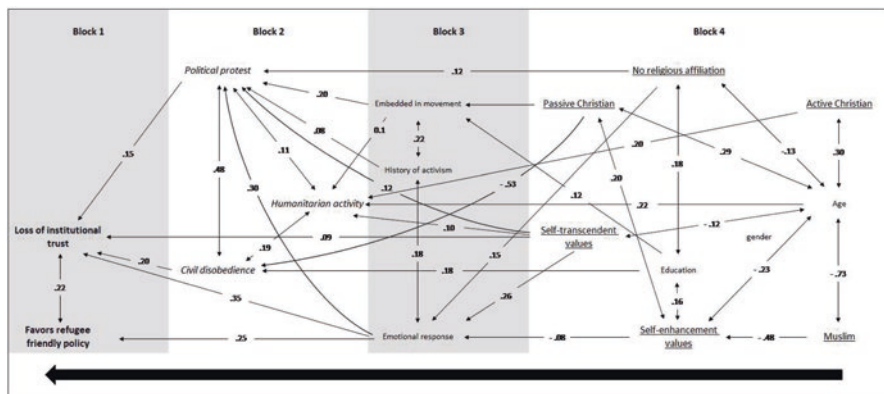 Block 1 Block 2 Block 3 Block 4
Political protest No religious affiliation
.12
.20 Embedded in movement Passive Christian Active Christian
.15 .08 .11 0.1 .22 .20 .29 -.13 .30
.48 .30 History of activism .20 .18
.12 -.53 .12
Humanitarian activity .22 Age
Loss of institutional
trust
.09 .10 Self-transcendent
values
-.12
gender
.19 .18 .15
.20 Civil disobedience .18 Education -.23 -.73
.22 .35 .26 .16
Favors refugee
friendly policy
.25 Emotional response -.08 Self-enhancement
values
-.48 Muslim